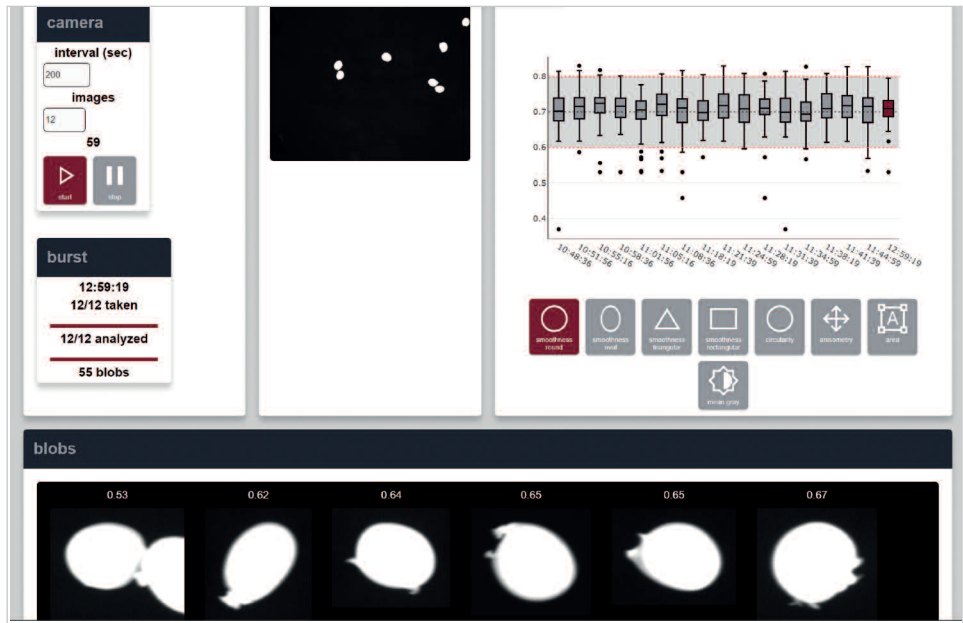 camera
interval (sec)
200
images
12
59
start
stop
burst
12:59:19
12/12 taken
12/12 analyzed
55 blobs
0.8
0.7
0.6
0.5
0.4
10:48:36
10:51:56
10:55:16
10:58:36
11:01:56
11:05:16
11:08:36
11:18:19
11:21:39
11:24:59
11:28:19
11:31:39
11:34:59
11:38:19
11:41:39
11:44:59
12:59:19
smoothness
round
smoothness
oval
smoothness
triangular
smoothness
rectangular
circularity
anisometry
A
area
mean gray
blobs
0.53
0.62
0.64
0.65
0.65
0.67